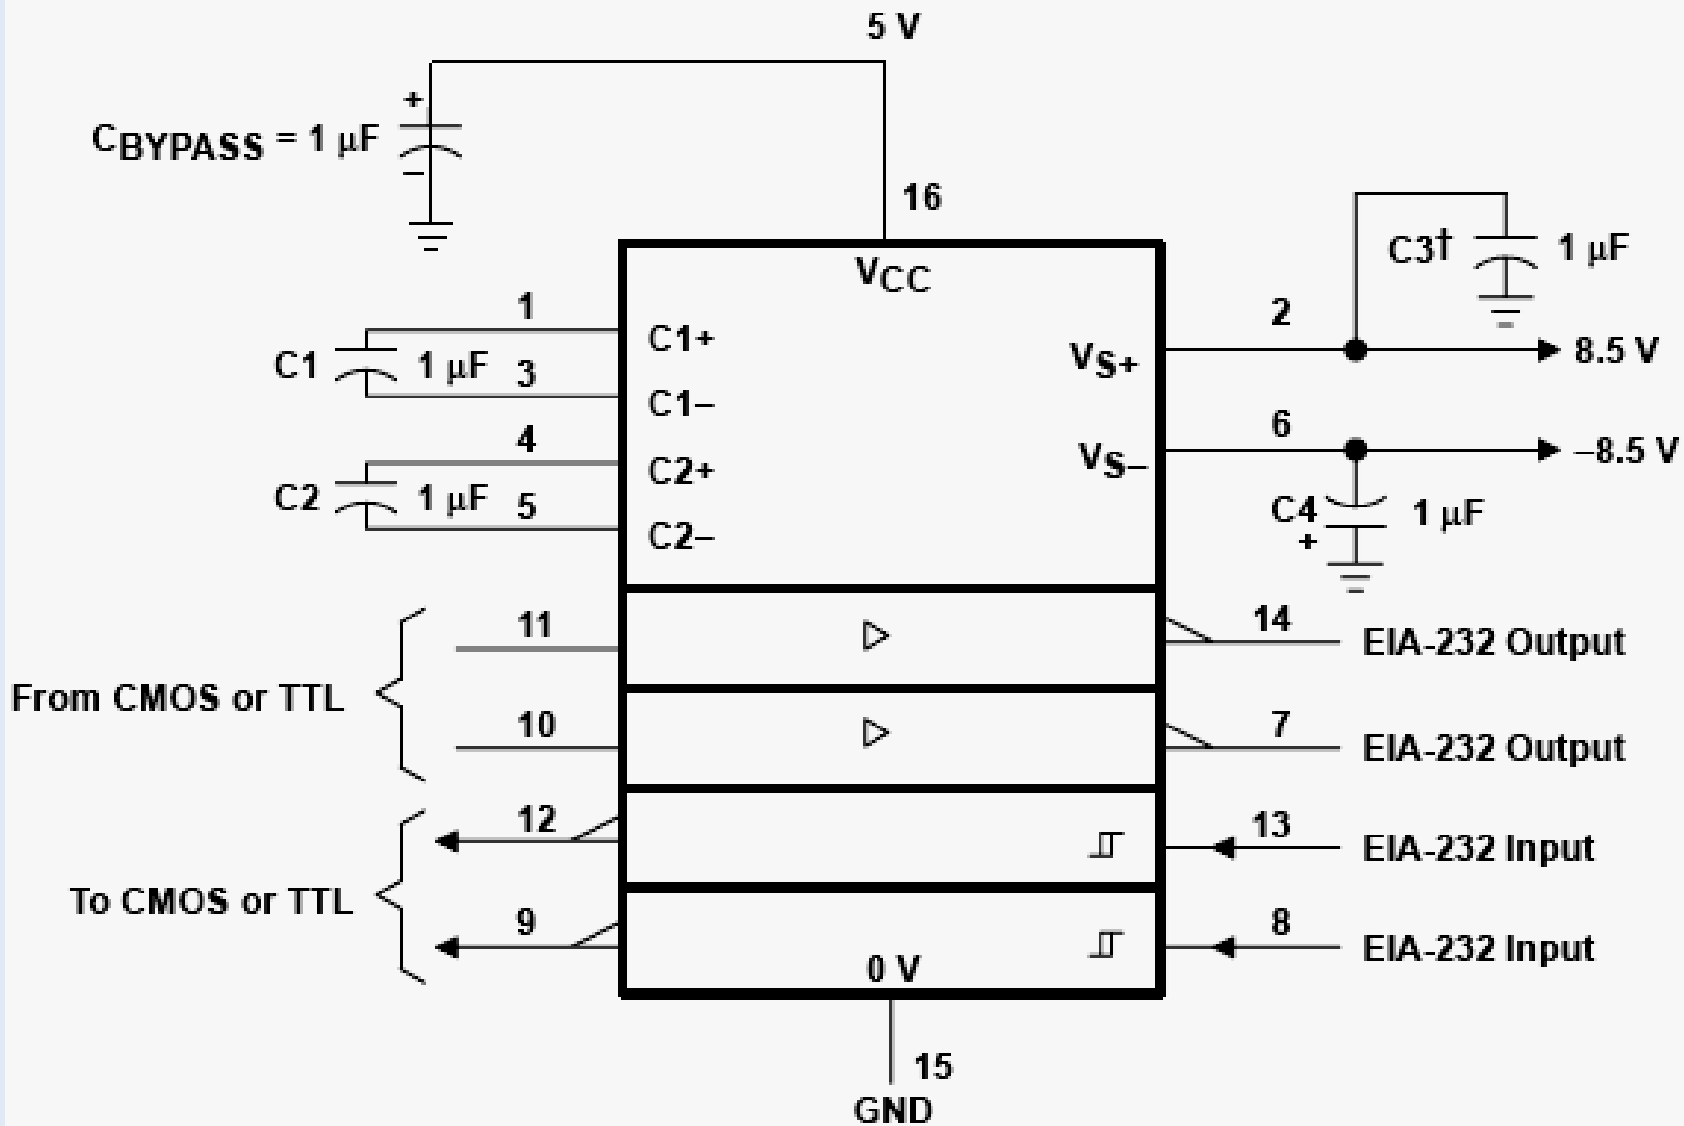 5 V
+
CBYPASS = 1 µF
–
16
VCC
C3† 1 µF
1
C1+
2
C1 1 µF
3
VS+
8.5 V
C1–
4
6
C2+
VS–
–8.5 V
C2 1 µF
5
C4 1 µF
+
C2–
11
14
EIA-232 Output
From CMOS or TTL
10
7
EIA-232 Output
12
13
EIA-232 Input
To CMOS or TTL
9
8
EIA-232 Input
0 V
15
GND